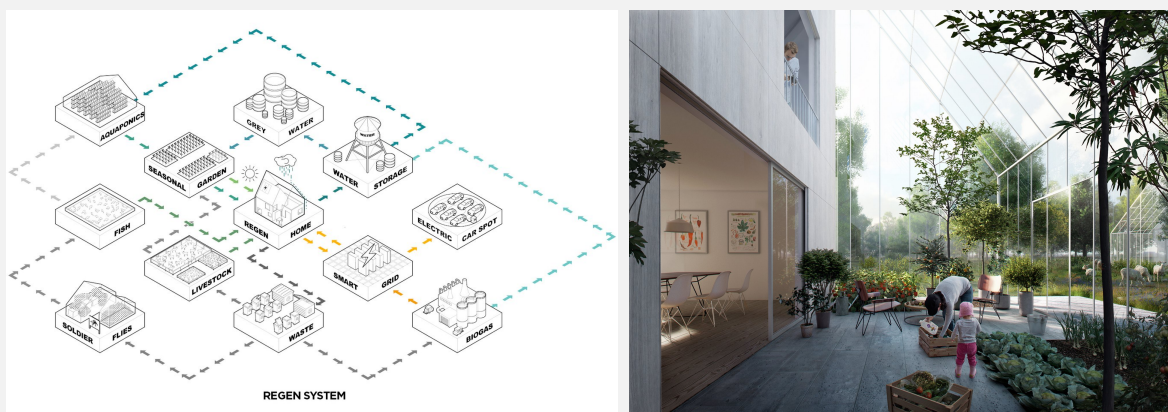 AQUAPONICS
GREY WATER
SEASONAL GARDEN
WATER STORAGE
WATER
FISH
REGEN HOME
ELECTRIC CAR SPOT
LIVESTOCK
SMART GRID
SOLDIER FLIES
WASTE
BIOGAS
REGEN SYSTEM